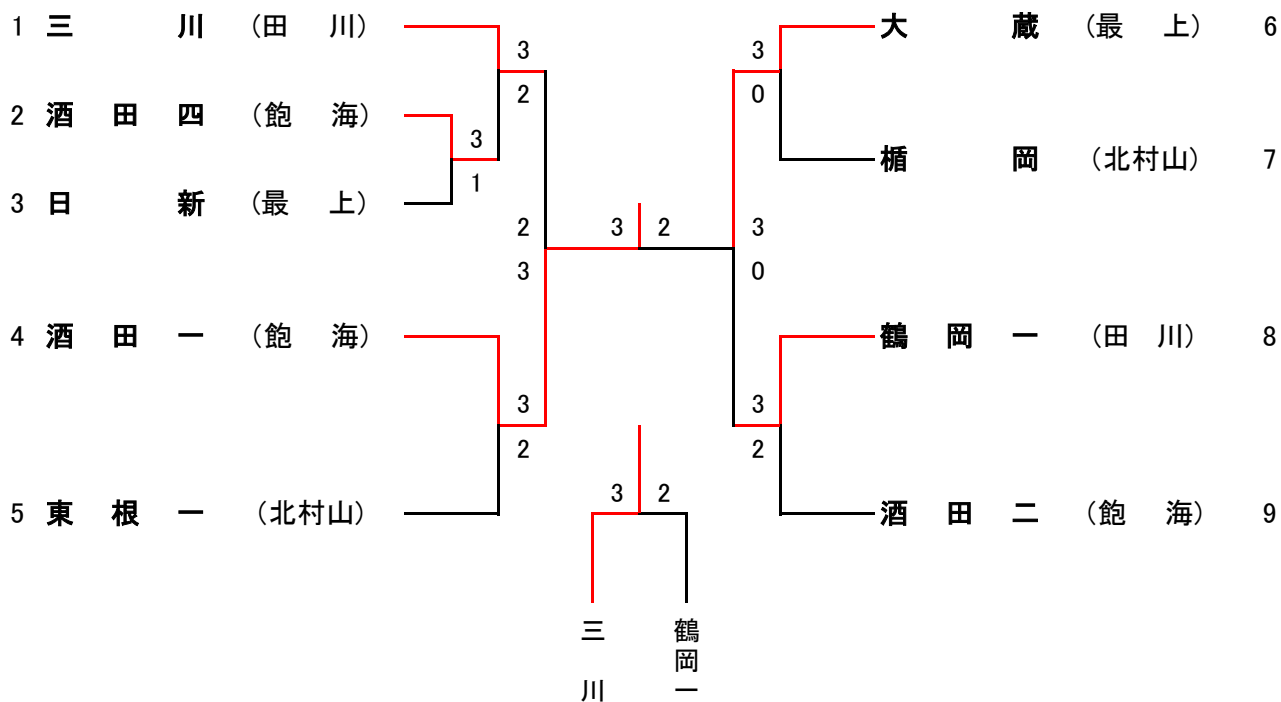 1 三 川 (田 川)
3
2
2 酒 田 四 (飽 海)
3
1
3 日 新 (最 上)
2
3
4 酒 田 一 (飽 海)
3
2
5 東 根 一 (北村山)
3 2
大 蔵 (最 上) 6
3
0
楯 岡 (北村山) 7
3
0
鶴 岡 一 (田 川) 8
3
2
酒 田 二 (飽 海) 9
3 2
三 川
鶴岡一